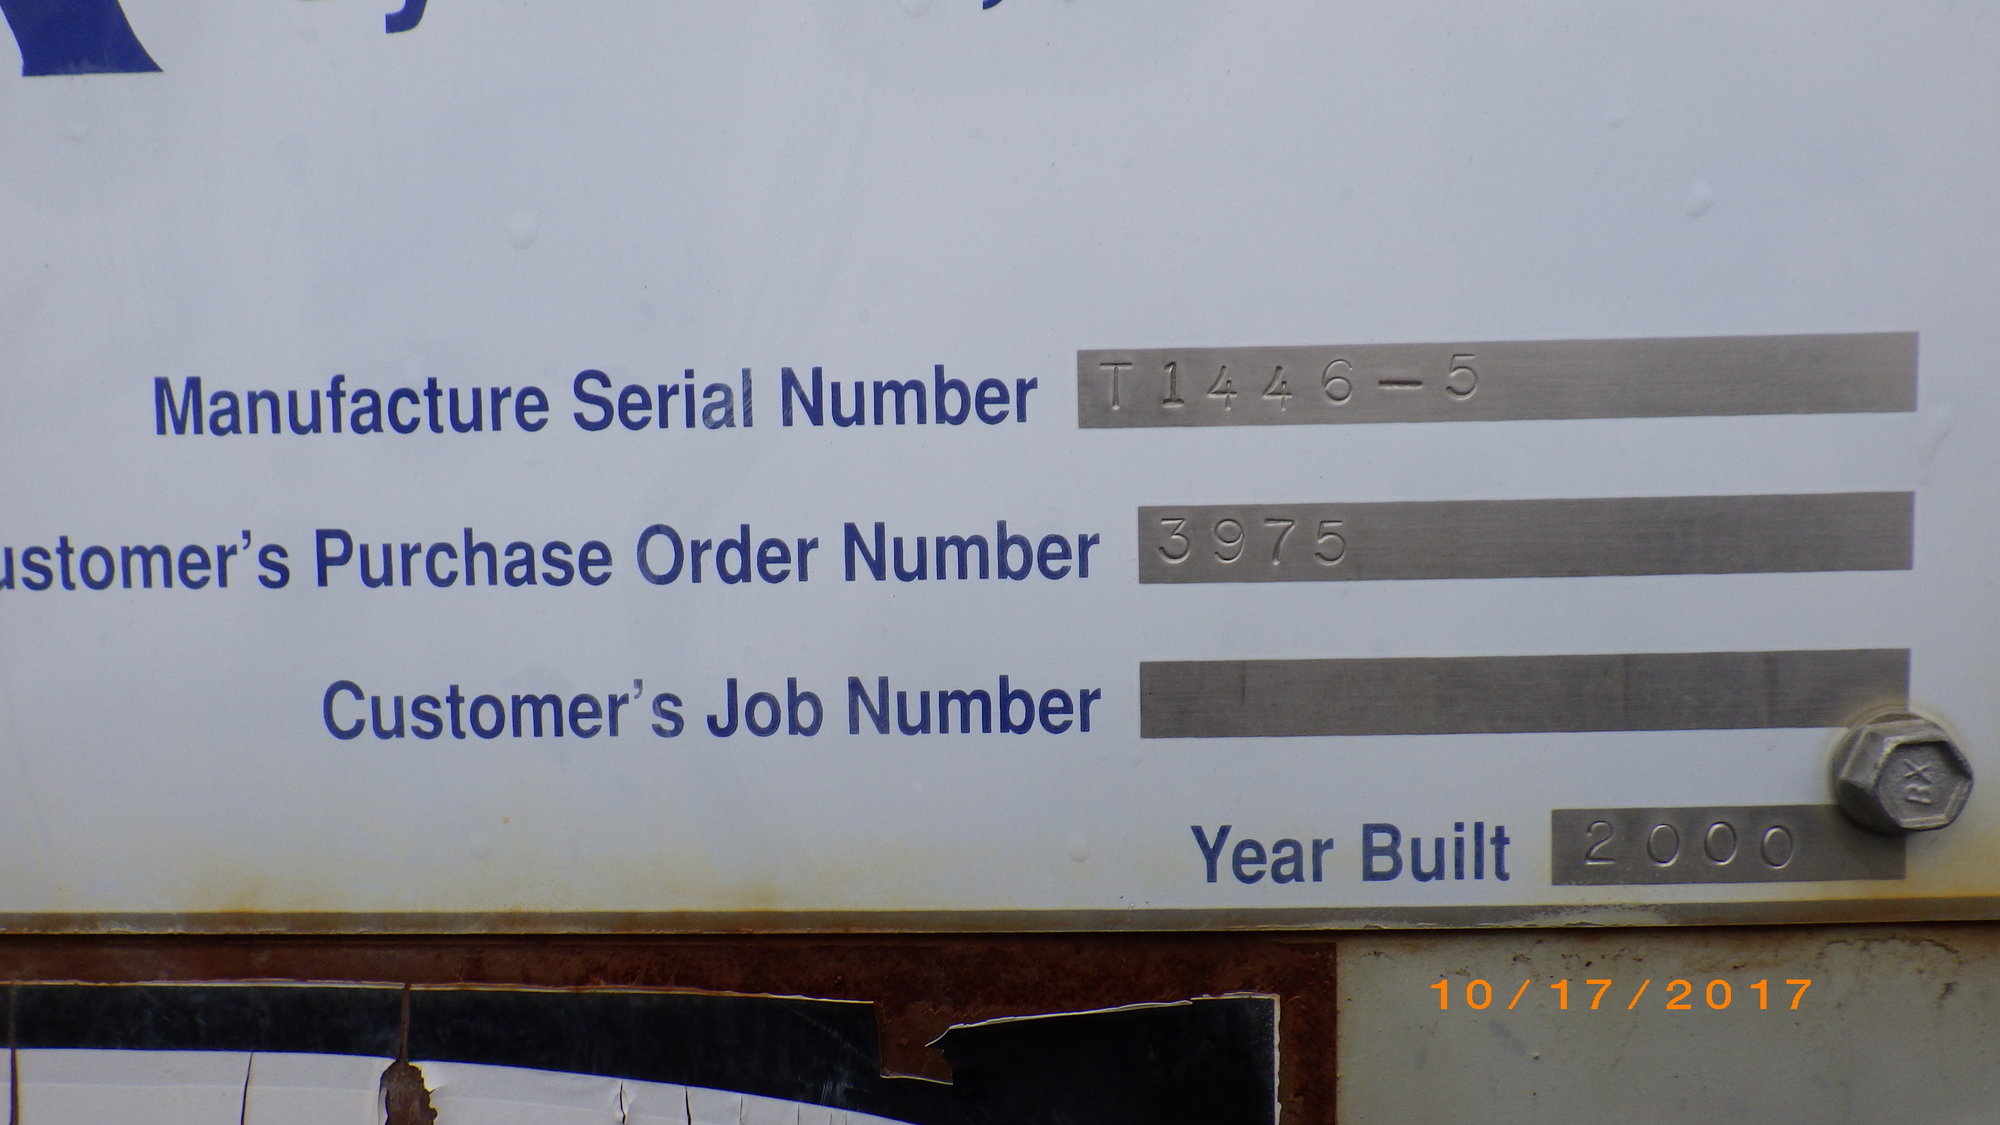 Manufacture Serial Number T1446-5
ustomer's Purchase Order Number 3975
Customer's Job Number
Year Built 2000
BX
10/17/2017